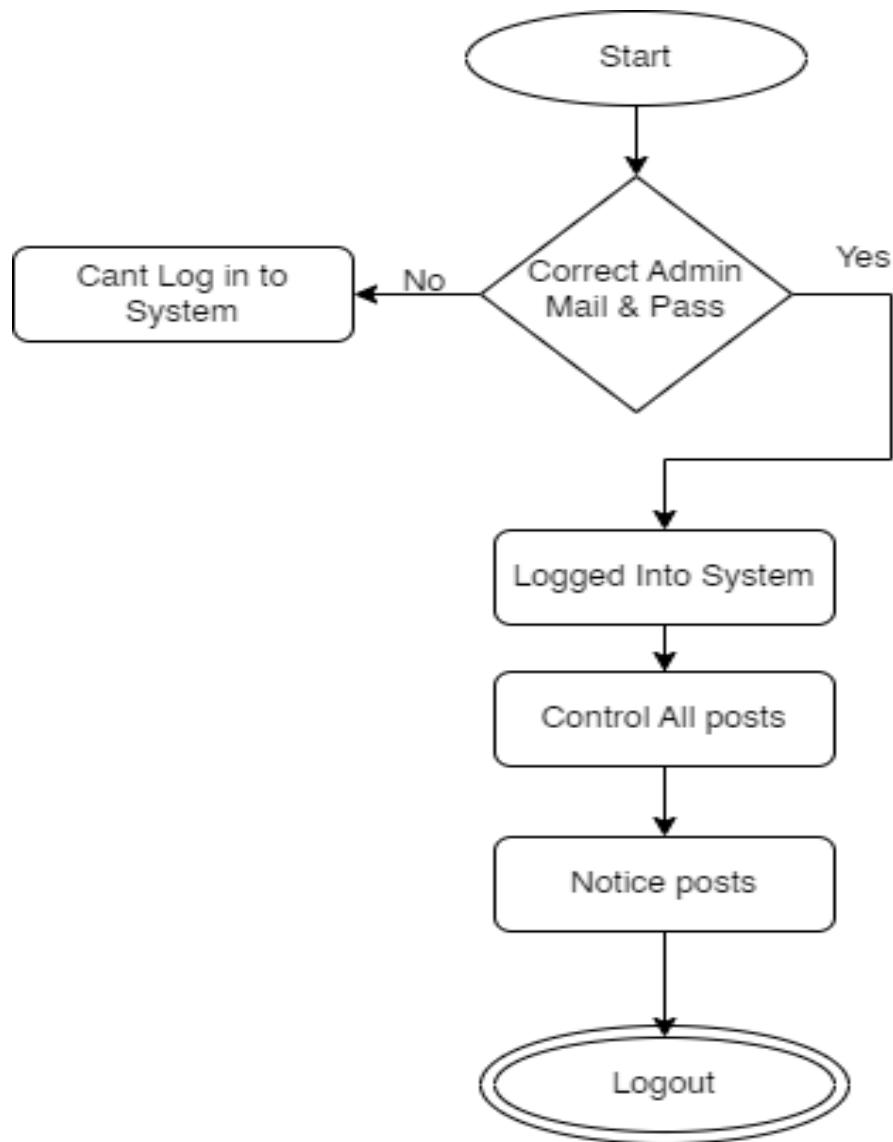 Start
Correct Admin
Mail & Pass
Yes
No
Cant Log in to
System
Logged Into System
Control All posts
Notice posts
Logout